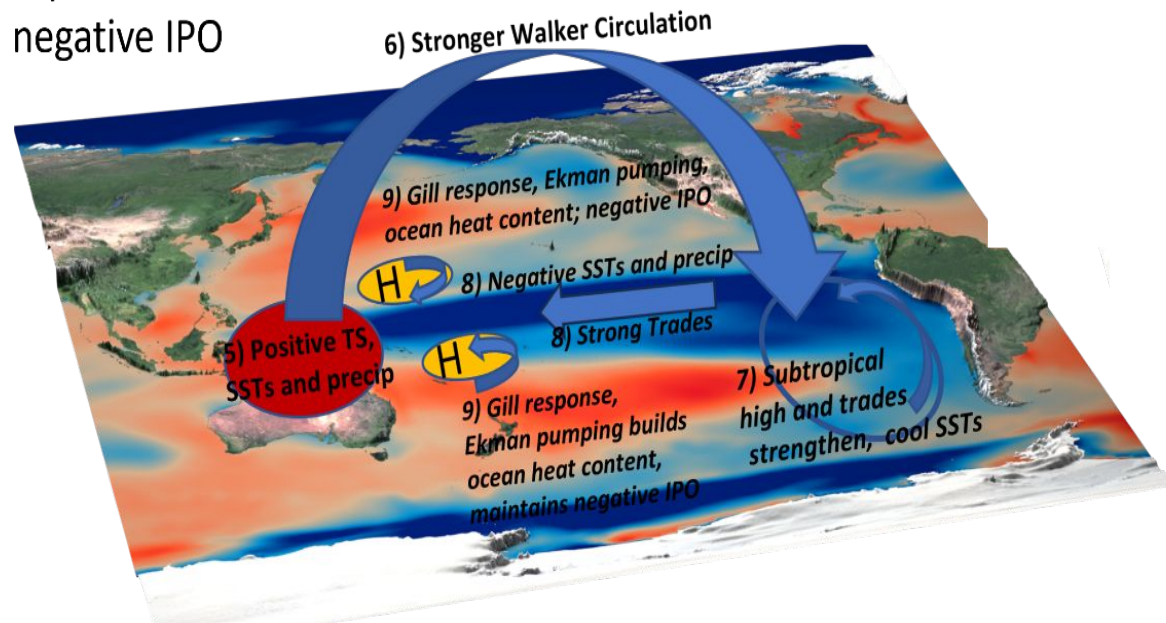 negative IPO
6) Stronger Walker Circulation
9) Gill response, Ekman pumping,
ocean heat content; negative IPO
H
8) Negative SSTs and precip
8) Strong Trades
5) Positive TS,
SSTs and precip
H
9) Gill response,
Ekman pumping builds
ocean heat content,
maintains negative IPO
7) Subtropical
high and trades
strengthen, cool SSTs